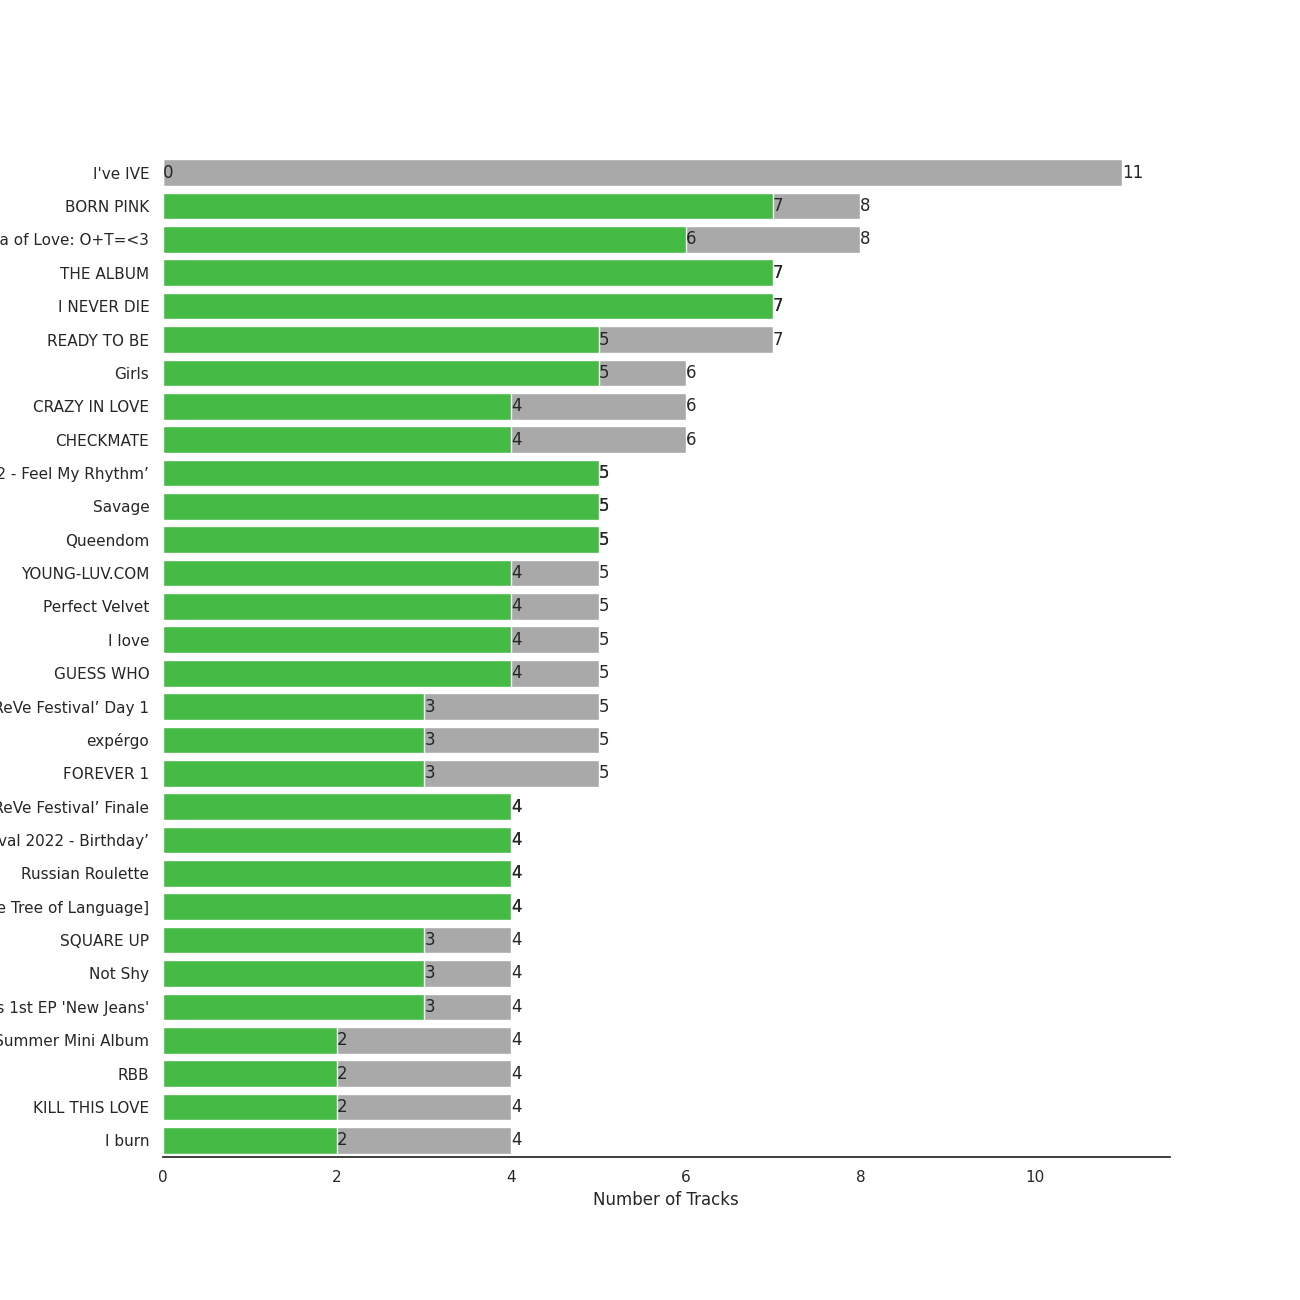 I've IVE 0 11
BORN PINK 7 8
a of Love: O+T=<3 6 8
THE ALBUM 7
I NEVER DIE 7
READY TO BE 5 7
Girls 5 6
CRAZY IN LOVE 4 6
CHECKMATE 4 6
2 - Feel My Rhythm’ 5
Savage 5
Queendom 5
YOUNG-LUV.COM 4 5
Perfect Velvet 4 5
I love 4 5
GUESS WHO 4 5
ReVe Festival’ Day 1 3 5
expérgo 3 5
FOREVER 1 3 5
ReVe Festival’ Finale 4
val 2022 - Birthday’ 4
Russian Roulette 4
e Tree of Language] 4
SQUARE UP 3 4
Not Shy 3 4
s 1st EP 'New Jeans' 3 4
Summer Mini Album 2 4
RBB 2 4
KILL THIS LOVE 2 4
I burn 2 4
0 2 4 6 8 10
Number of Tracks